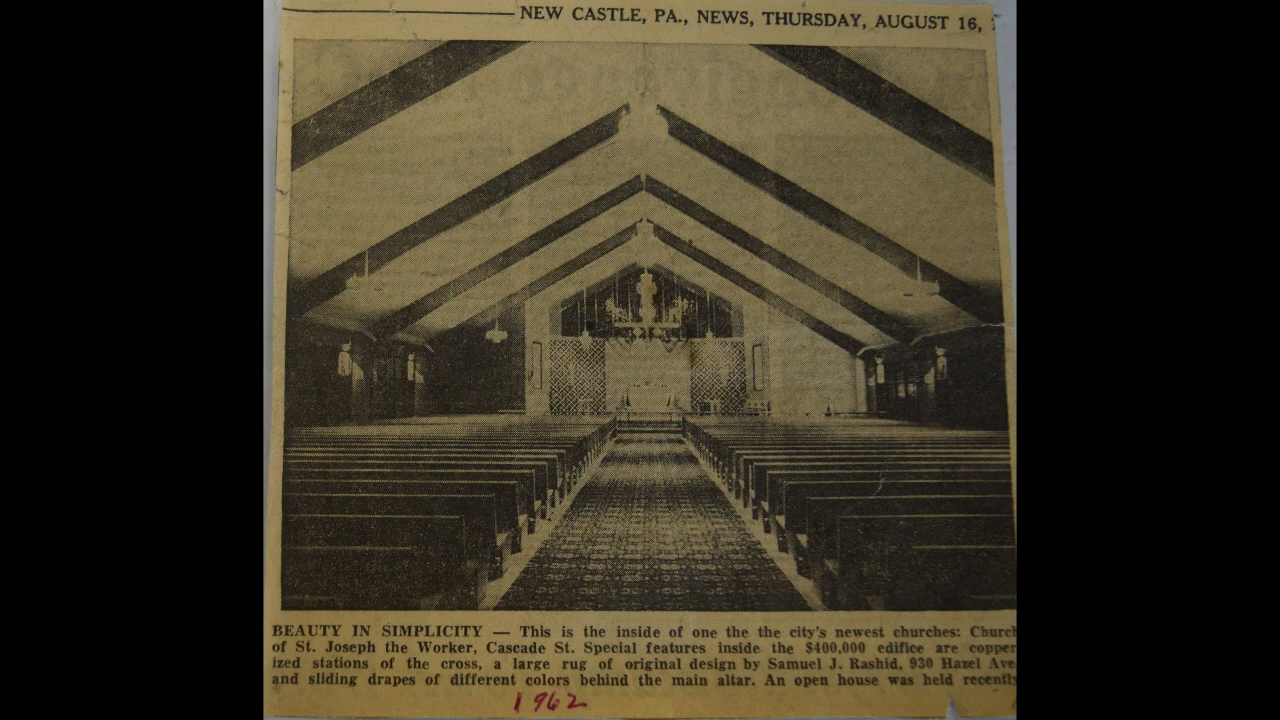 NEW CASTLE, PA., NEWS, THURSDAY, AUGUST 16, 1
BEAUTY IN SIMPLICITY — This is the inside of one the the city's newest churches: Church
of St. Joseph the Worker, Cascade St. Special features inside the $400,000 edifice are copper
ized stations of the cross, a large rug of original design by Samuel J. Rashid, 930 Hazel Ave
and sliding drapes of different colors behind the main altar. An open house was held recently
1962